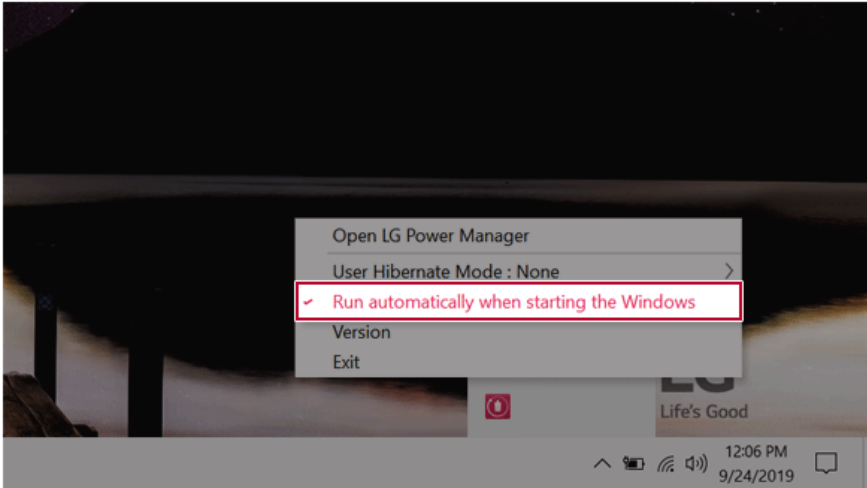 Open LG Power Manager
User Hibernate Mode : None
Run automatically when starting the Windows
Version
Exit
LG
Life's Good
12:06 PM
9/24/2019